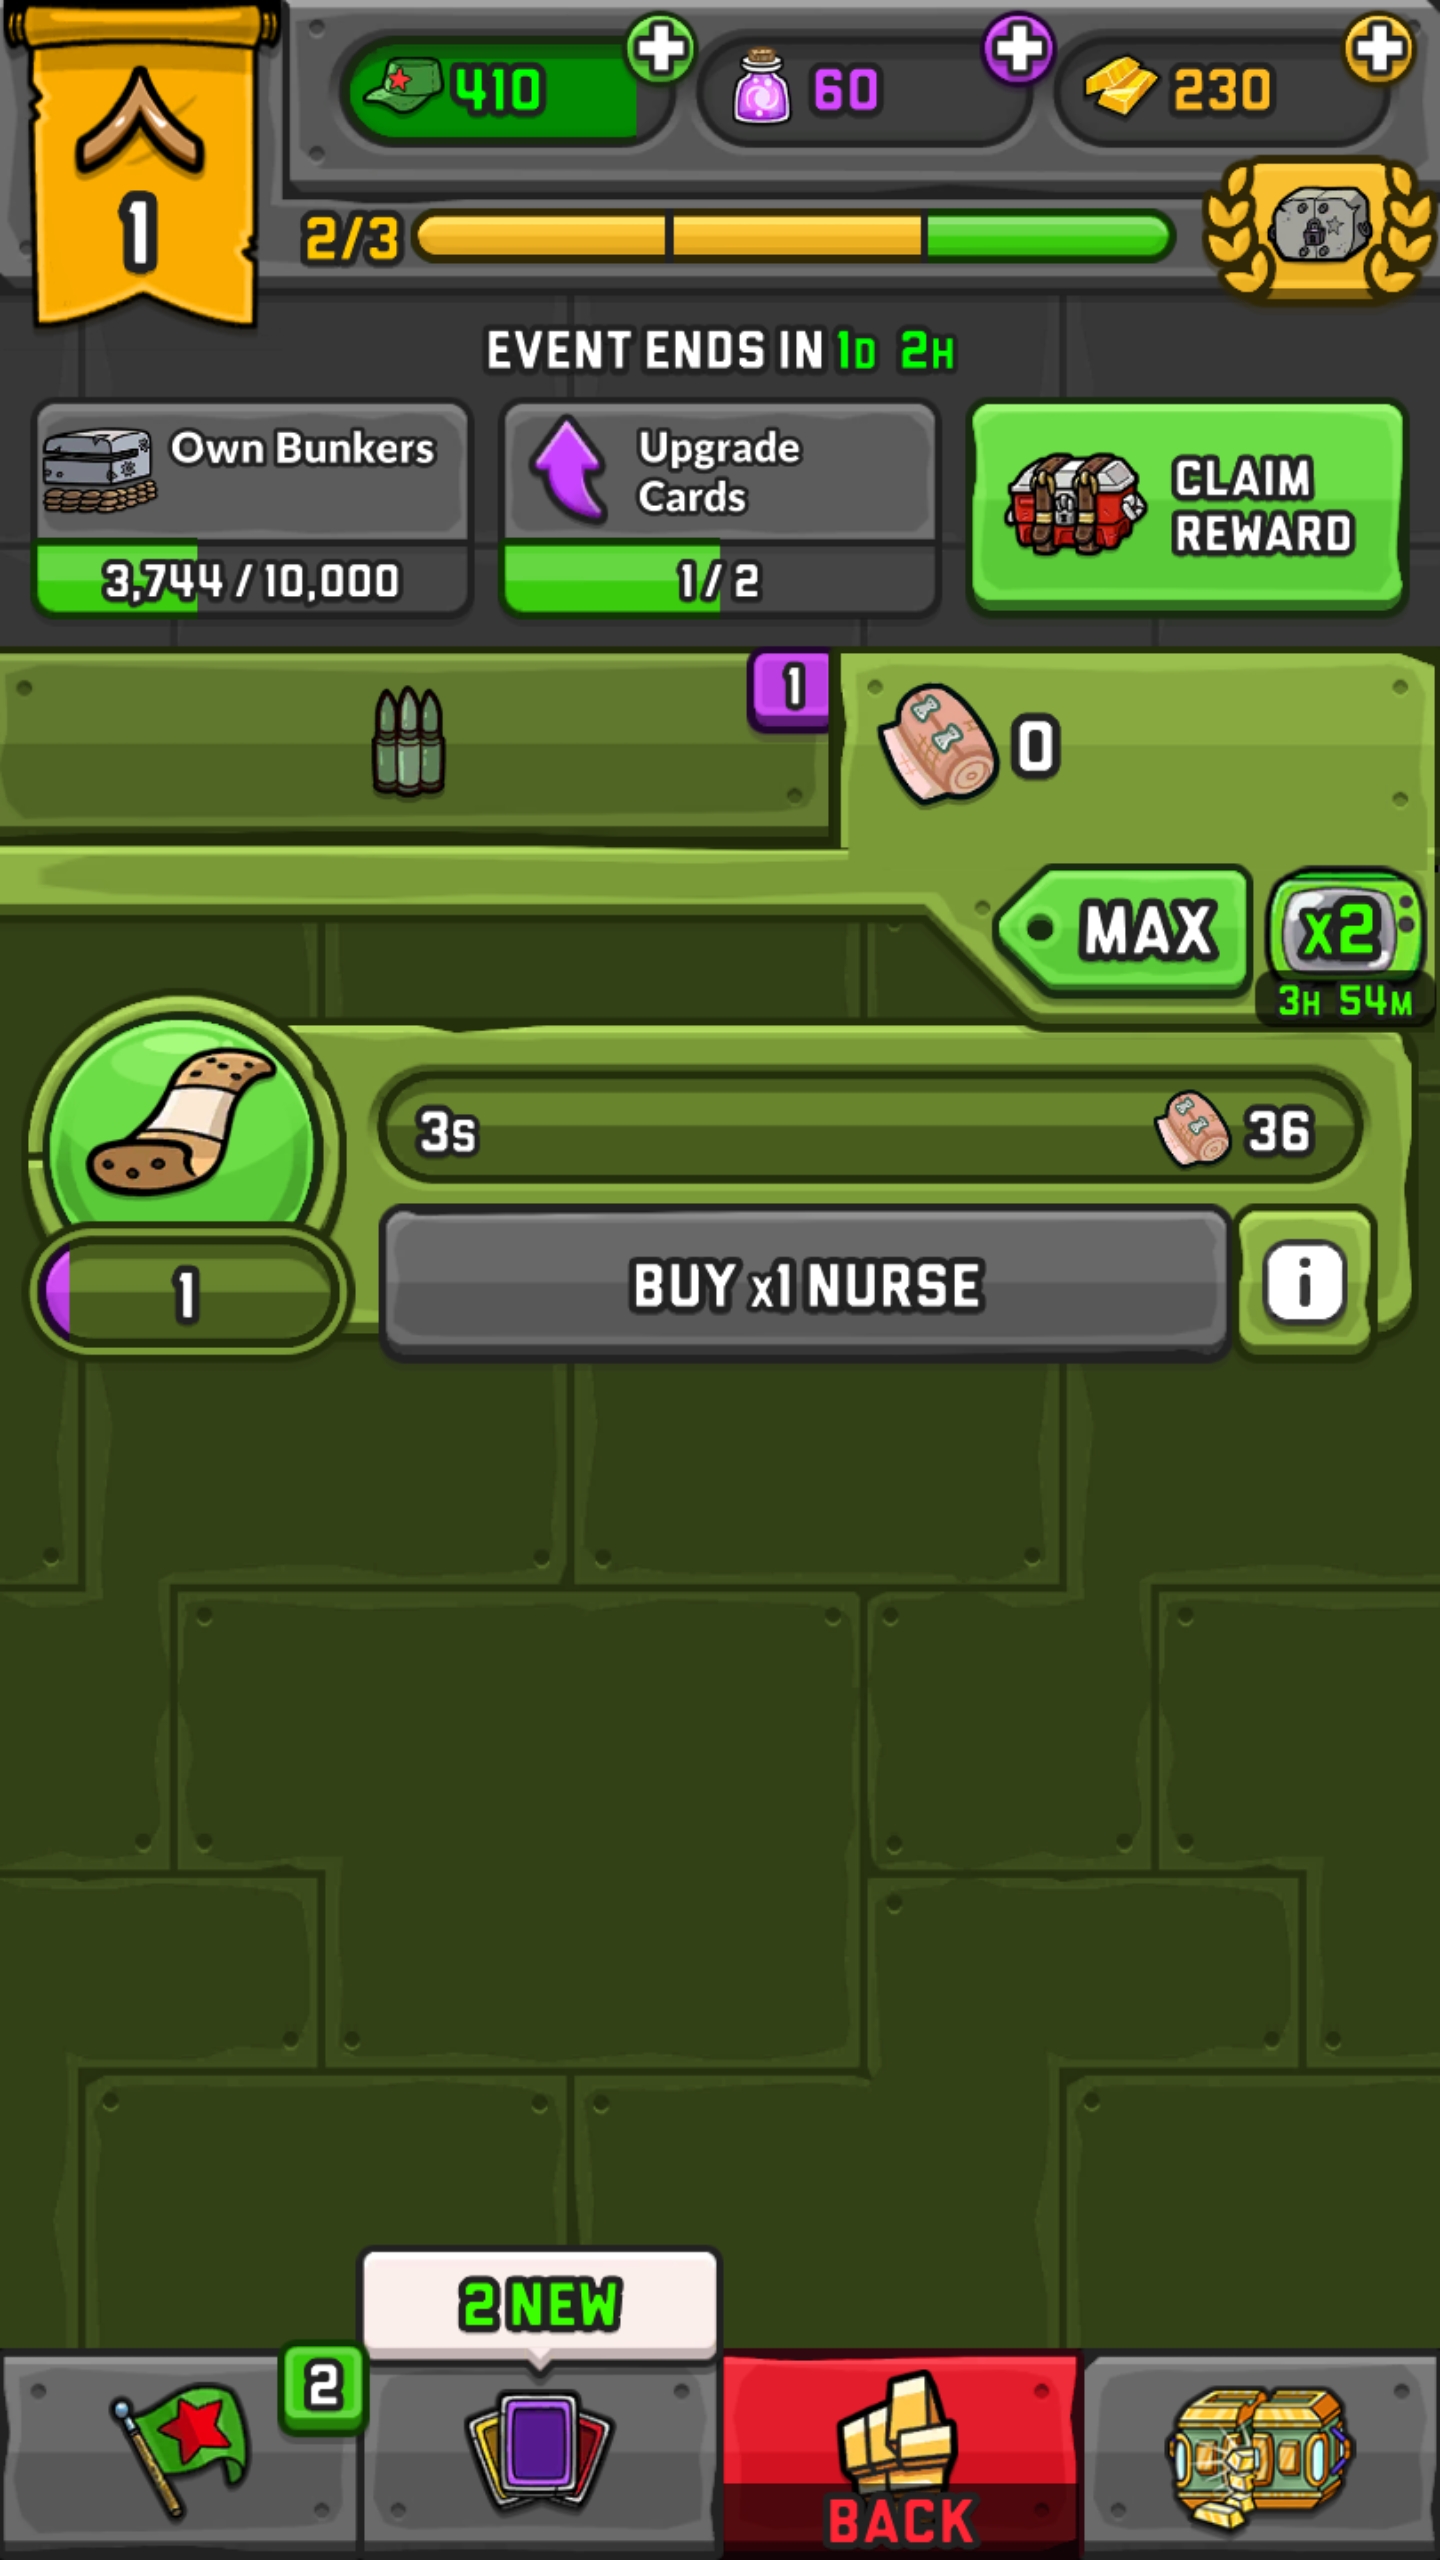 1
410
60
230
2/3
EVENT ENDS IN 1D 2H
Own Bunkers
3,744 / 10,000
Upgrade
Cards
1 / 2
CLAIM
REWARD
1
0
MAX
x2
3H 54M
3s
36
1
BUY x1 NURSE
i
2 NEW
2
BACK